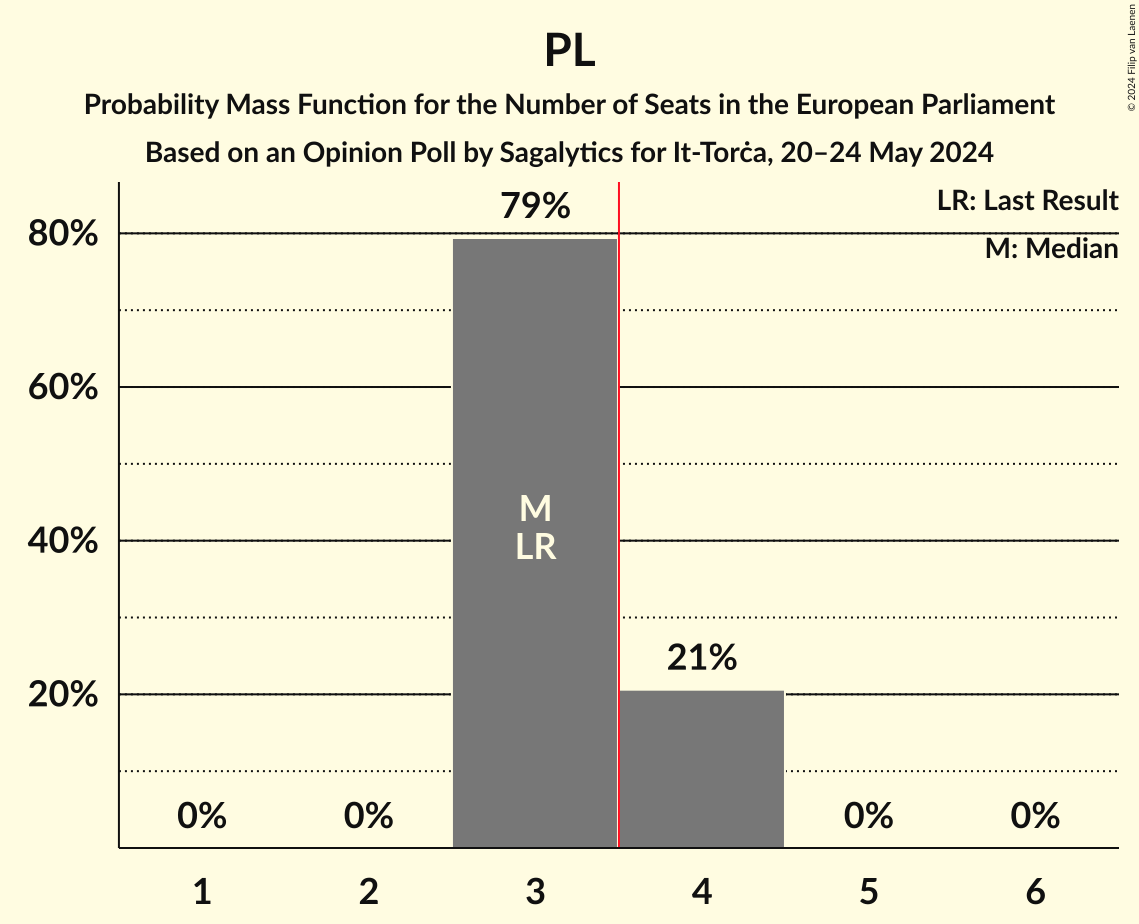 PL
Probability Mass Function for the Number of Seats in the European Parliament
Based on an Opinion Poll by Sagalytics for It-Torċa, 20–24 May 2024
© 2024 Filip van Laenen
LR: Last Result
M: Median
80%
60%
40%
20%
0%
0%
79%
M
LR
21%
0%
0%
1
2
3
4
5
6